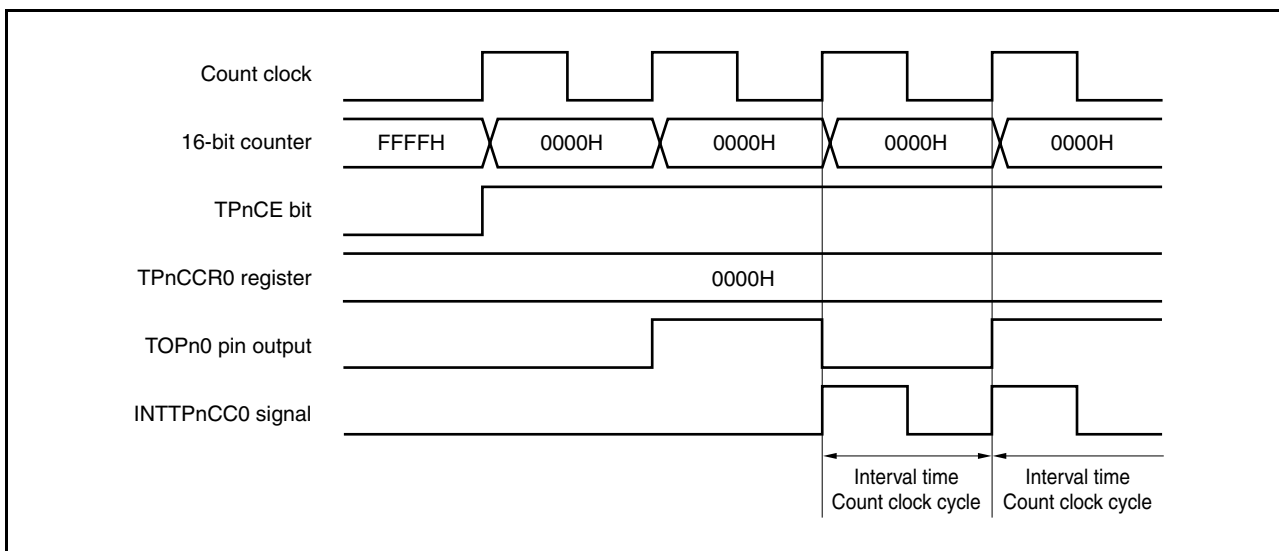 Count clock
16-bit counter FFFFH 0000H 0000H 0000H 0000H
TPnCE bit
TPnCCR0 register 0000H
TOPn0 pin output
INTTPnCC0 signal
Interval time Interval time
Count clock cycle Count clock cycle